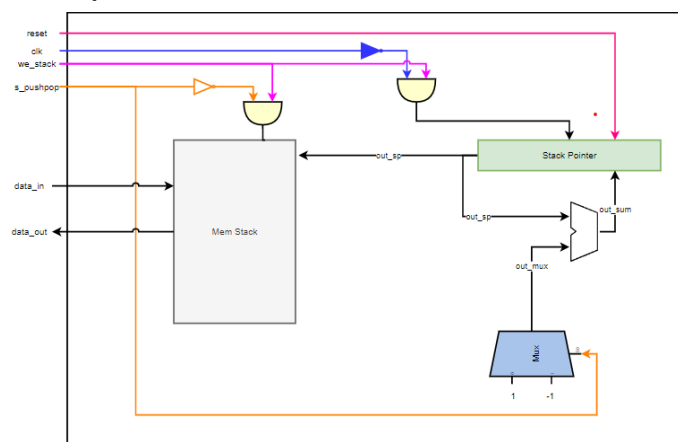 reset
clk
we_stack
s_pushpop
out_sp
Stack Pointer
data_in
out_sp
out_sum
data_out
Mem Stack
out_mux
Mux
1
-1